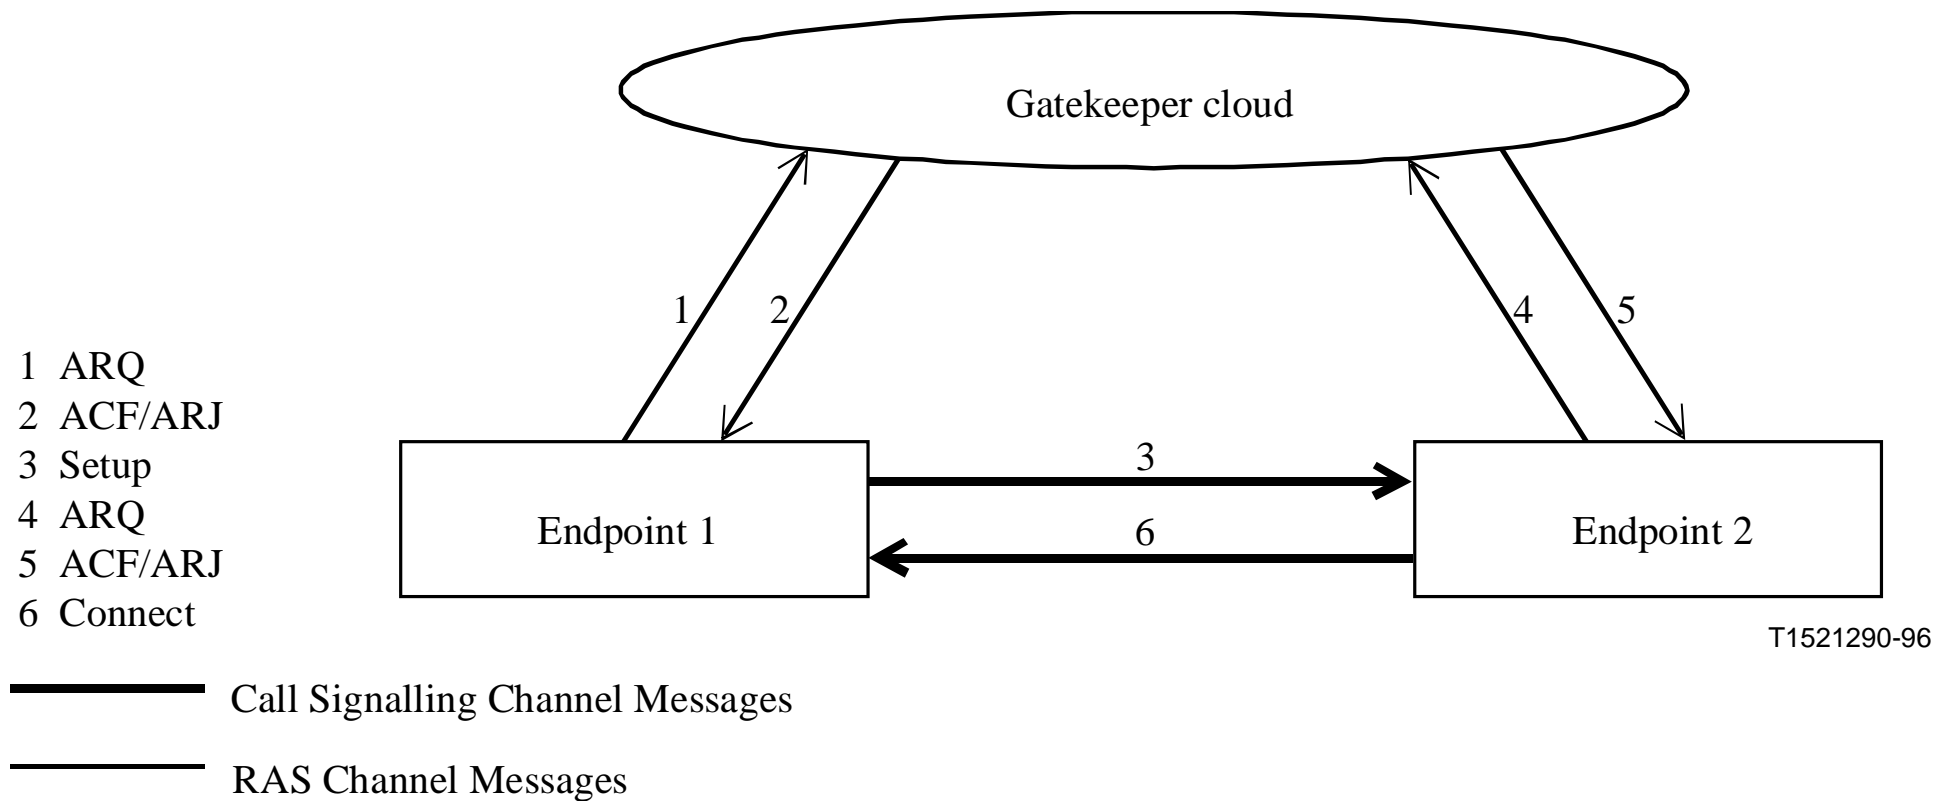 Gatekeeper cloud
1
2
4
5
1 ARQ
2 ACF/ARJ
3 Setup
4 ARQ
5 ACF/ARJ
6 Connect
3
Endpoint 1
6
Endpoint 2
T1521290-96
Call Signalling Channel Messages
RAS Channel Messages